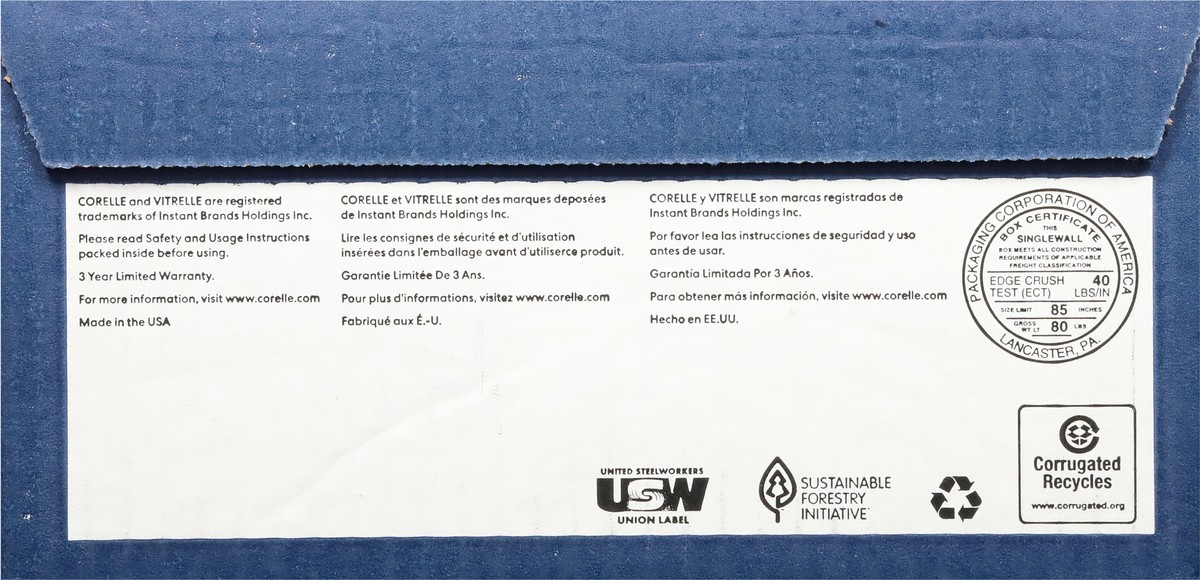 CORELLE and VITRELLE are registered
trademarks of Instant Brands Holdings Inc.
Please read Safety and Usage Instructions
packed inside before using.
3 Year Limited Warranty.
For more information, visit www.corelle.com
Made in the USA
CORELLE et VITRELLE sont des marques deposées
de Instant Brands Holdings Inc.
Lire les consignes de sécurité et d'utilisation
insérées dans l'emballage avant d'utiliserce produit.
Garantie Limitée De 3 Ans.
Pour plus d'informations, visitez www.corelle.com
Fabriqué aux É.-U.
CORELLE y VITRELLE son marcas registradas de
Instant Brands Holdings Inc.
Por favor lea las instrucciones de seguridad y uso
antes de usar.
Garantía Limitada Por 3 Años.
Para obtener más información, visite www.corelle.com
Hecho en EE.UU.
PACKAGING CORPORATION OF AMERICA
BOX CERTIFICATE
THIS
SINGLEWALL
BOX MEETS ALL CONSTRUCTION
REQUIREMENTS OF APPLICABLE
FREIGHT CLASSIFICATION
EDGE CRUSH 40
TEST (ECT) LBS/IN
SIZE LIMIT 85 INCHES
GROSS
WT LT 80 LBS
LANCASTER, PA.
UNITED STEELWORKERS
USW
UNION LABEL
SUSTAINABLE
FORESTRY
INITIATIVE
Corrugated
Recycles
www.corrugated.org